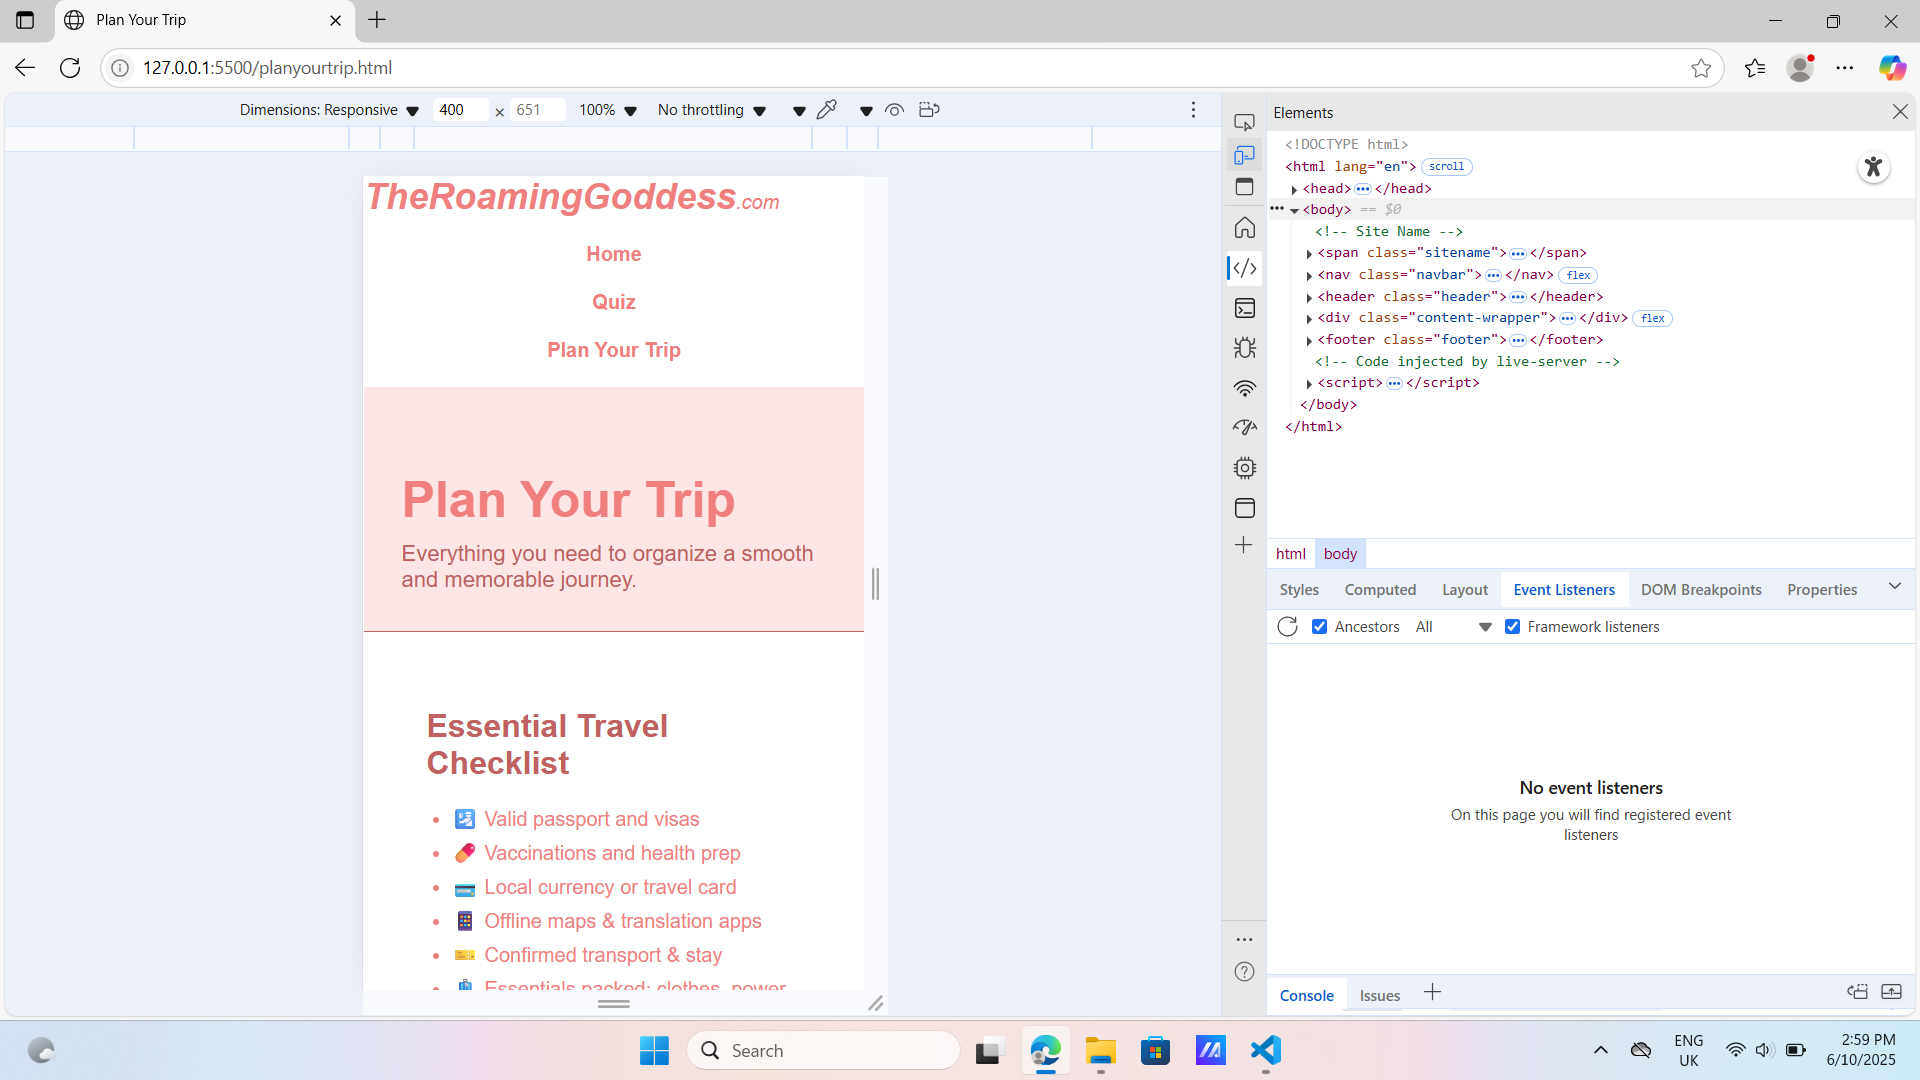 Plan Your Trip
127.0.0.1:5500/planyourtrip.html
Dimensions: Responsive 400 × 651 100% No throttling
TheRoamingGoddess.com
Home
Quiz
Plan Your Trip
Plan Your Trip
Everything you need to organize a smooth
and memorable journey.
Essential Travel
Checklist
Valid passport and visas
Vaccinations and health prep
Local currency or travel card
Offline maps & translation apps
Confirmed transport & stay
Essentials packed: clothes, power
Elements
<!DOCTYPE html>
<html lang="en"> scroll
<head>•••</head>
••• <body> == $0
<!-- Site Name -->
<span class="sitename">•••</span>
<nav class="navbar">•••</nav> flex
<header class="header">•••</header>
<div class="content-wrapper">•••</div> flex
<footer class="footer">•••</footer>
<!-- Code injected by live-server -->
<script>•••</script>
</body>
</html>
html body
Styles Computed Layout Event Listeners DOM Breakpoints Properties
Ancestors All Framework listeners
No event listeners
On this page you will find registered event
listeners
Console Issues
Search
ENG
UK
2:59 PM
6/10/2025